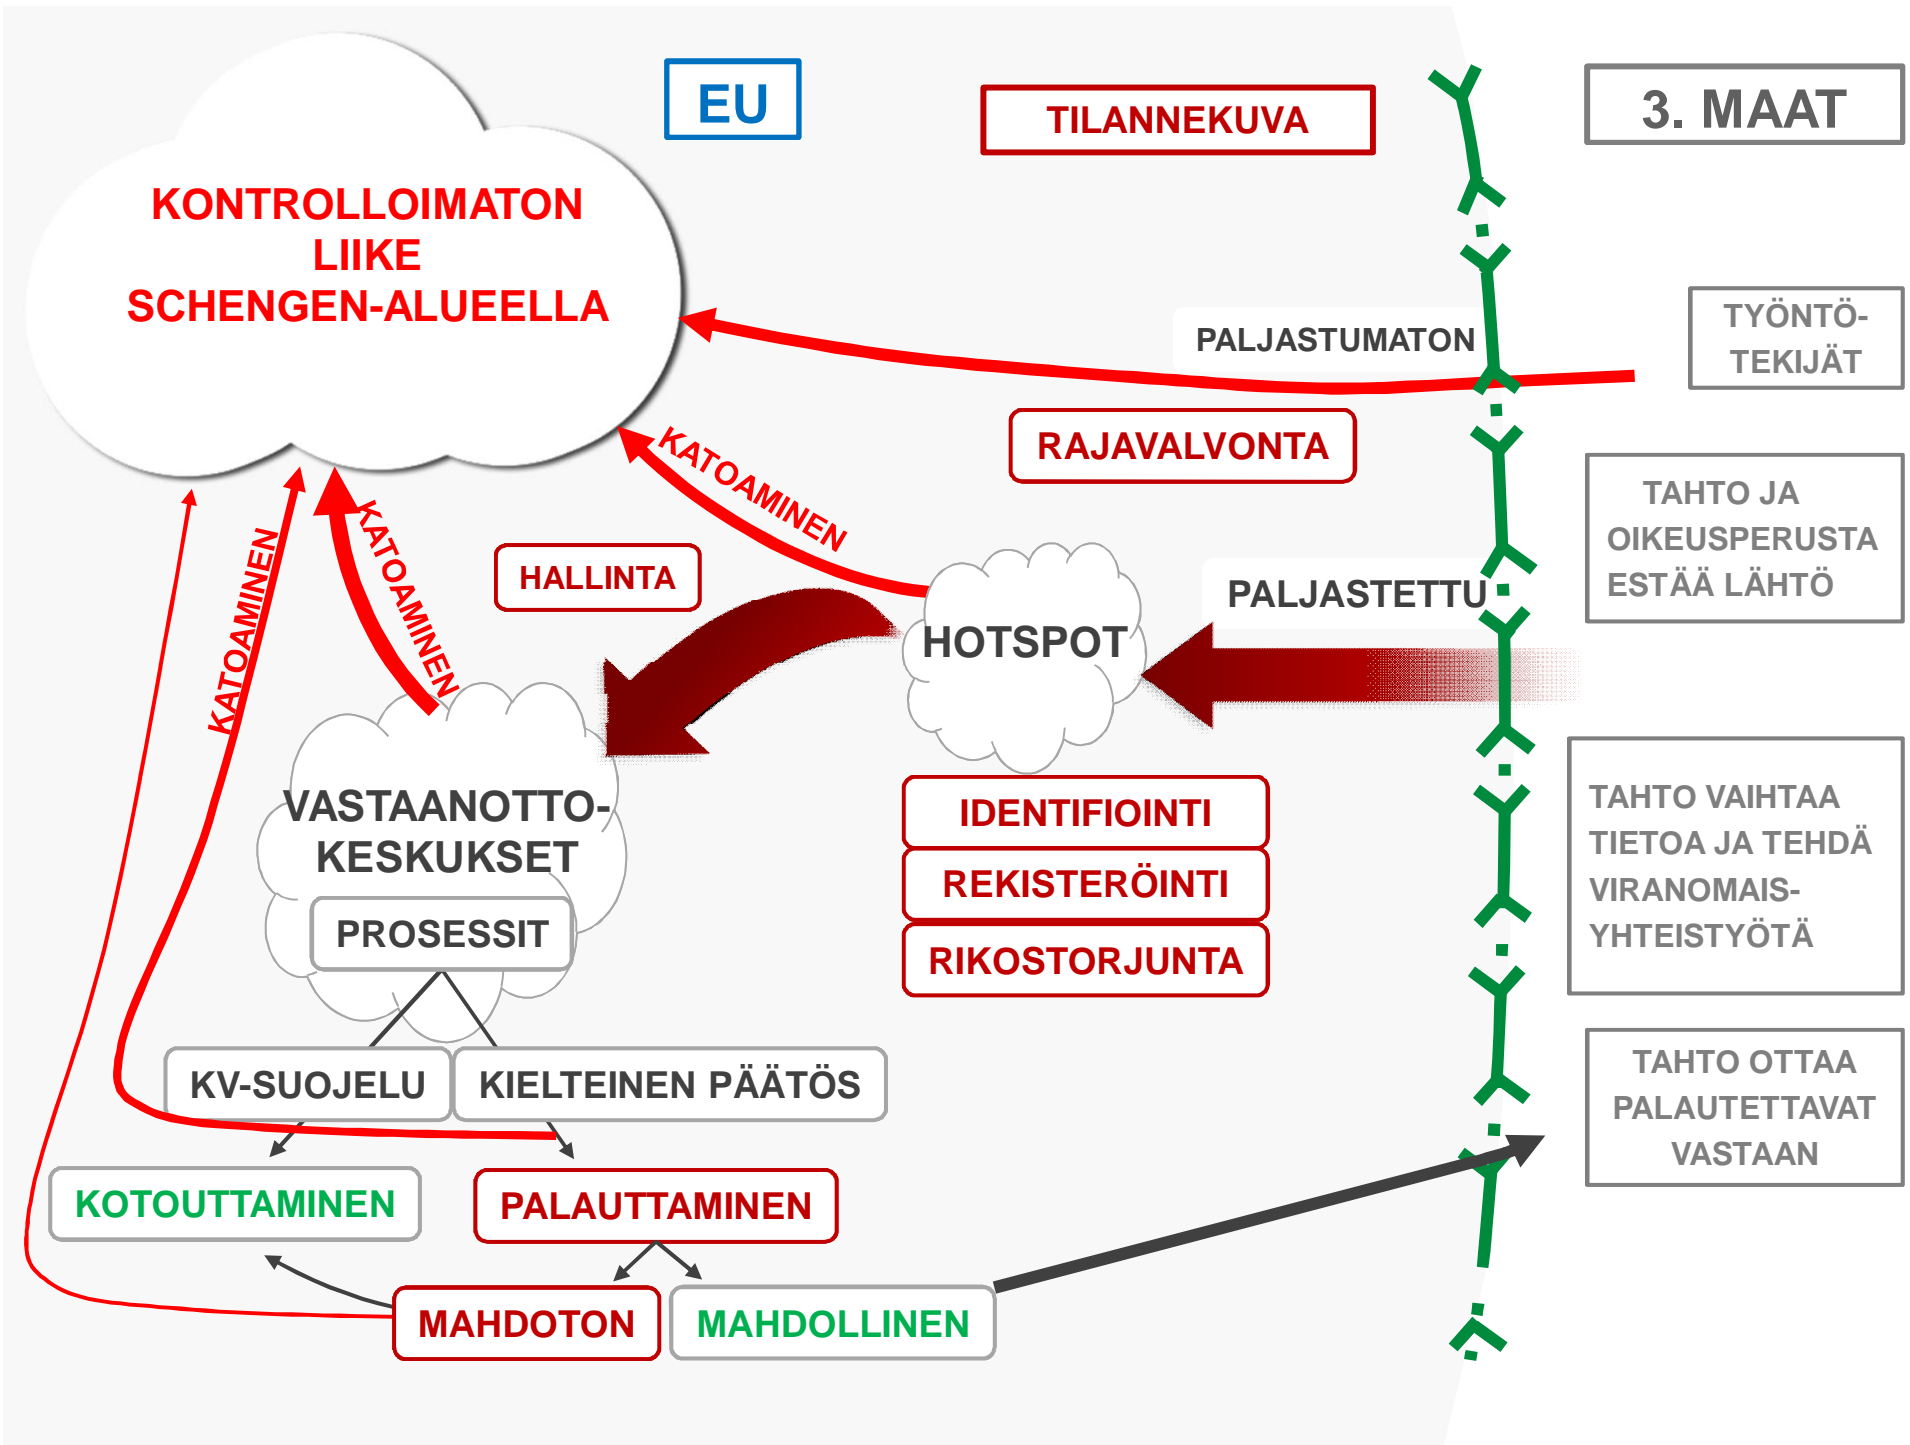 EU
TILANNEKUVA
3. MAAT
KONTROLLOIMATON
LIIKE
SCHENGEN-ALUEELLA
PALJASTUMATON
TYÖNTÖ-
TEKIJÄT
RAJAVALVONTA
KATOAMINEN
KATOAMINEN
KATOAMINEN
HALLINTA
TAHTO JA
OIKEUSPERUSTA
ESTÄÄ LÄHTÖ
PALJASTETTU
HOTSPOT
VASTAANOTTO-
KESKUKSET
PROSESSIT
IDENTIFIOINTI
REKISTERÖINTI
RIKOSTORJUNTA
TAHTO VAIHTAA
TIETOA JA TEHDÄ
VIRANOMAIS-
YHTEISTYÖTÄ
KV-SUOJELU
KIELTEINEN PÄÄTÖS
TAHTO OTTAA
PALAUTETTAVAT
VASTAAN
KOTOUTTAMINEN
PALAUTTAMINEN
MAHDOTON
MAHDOLLINEN